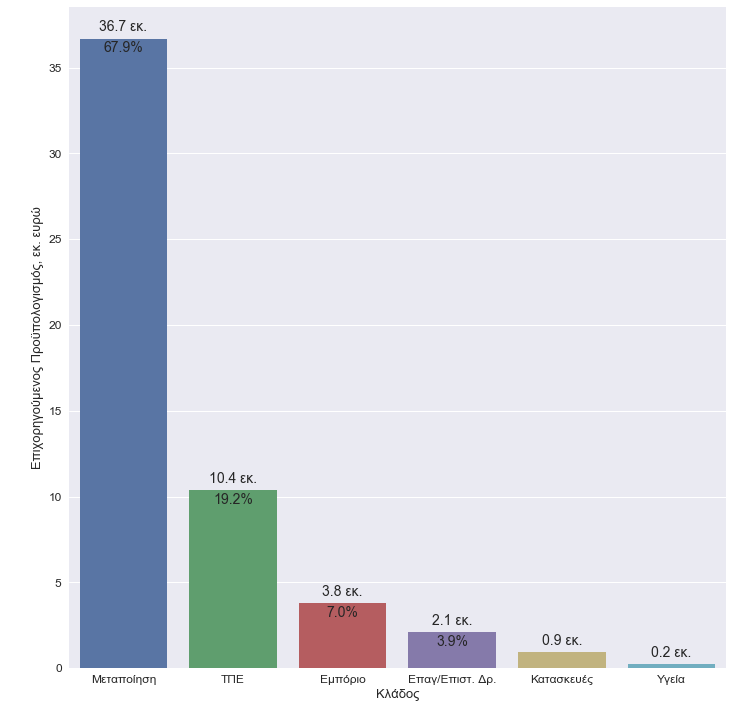 36.7 εκ.
67.9%
10.4 εκ.
19.2%
3.8 εκ.
7.0%
2.1 εκ.
3.9%
0.9 εκ.
0.2 εκ.
35
30
25
20
15
10
5
0
Επιχορηγούμενος Προϋπολογισμός, εκ. ευρώ
Μεταποίηση ΤΠΕ Εμπόριο Επαγ/Επιστ. Δρ. Κατασκευές Υγεία
Κλάδος